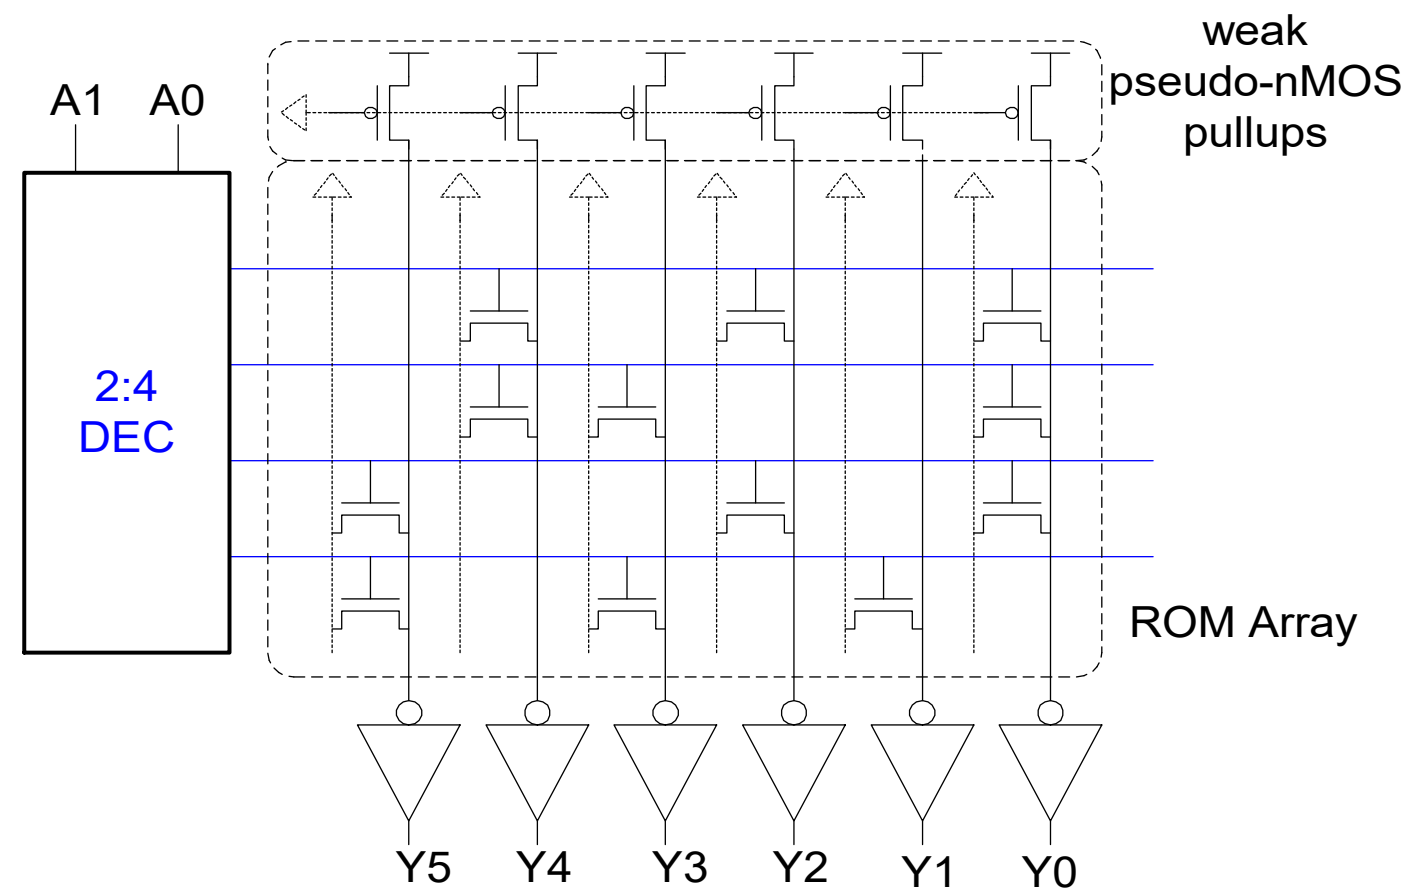 weak
pseudo-nMOS
pullups
A1 A0
2:4
DEC
ROM Array
Y5 Y4 Y3 Y2 Y1 Y0